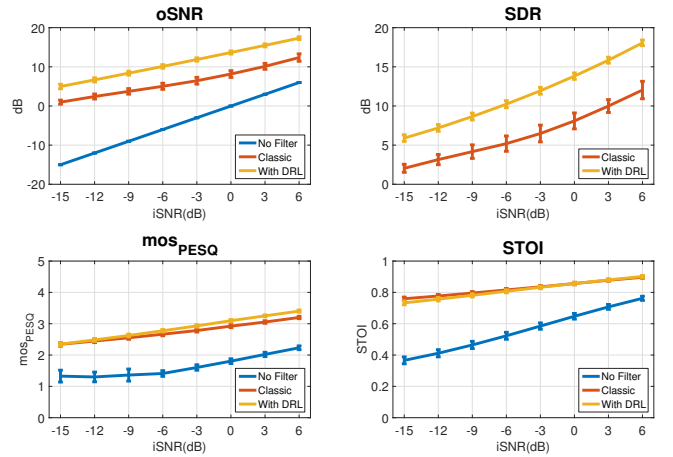 oSNR
20
10
0
-10
-20
dB
-15 -12 -9 -6 -3 0 3 6
iSNR(dB)
No Filter
Classic
With DRL
SDR
20
15
10
5
0
dB
-15 -12 -9 -6 -3 0 3 6
iSNR(dB)
Classic
With DRL
mos_PESQ
5
4
3
2
1
0
mos_PESQ
-15 -12 -9 -6 -3 0 3 6
iSNR(dB)
No Filter
Classic
With DRL
STOI
1
0.8
0.6
0.4
0.2
0
STOI
-15 -12 -9 -6 -3 0 3 6
iSNR(dB)
No Filter
Classic
With DRL